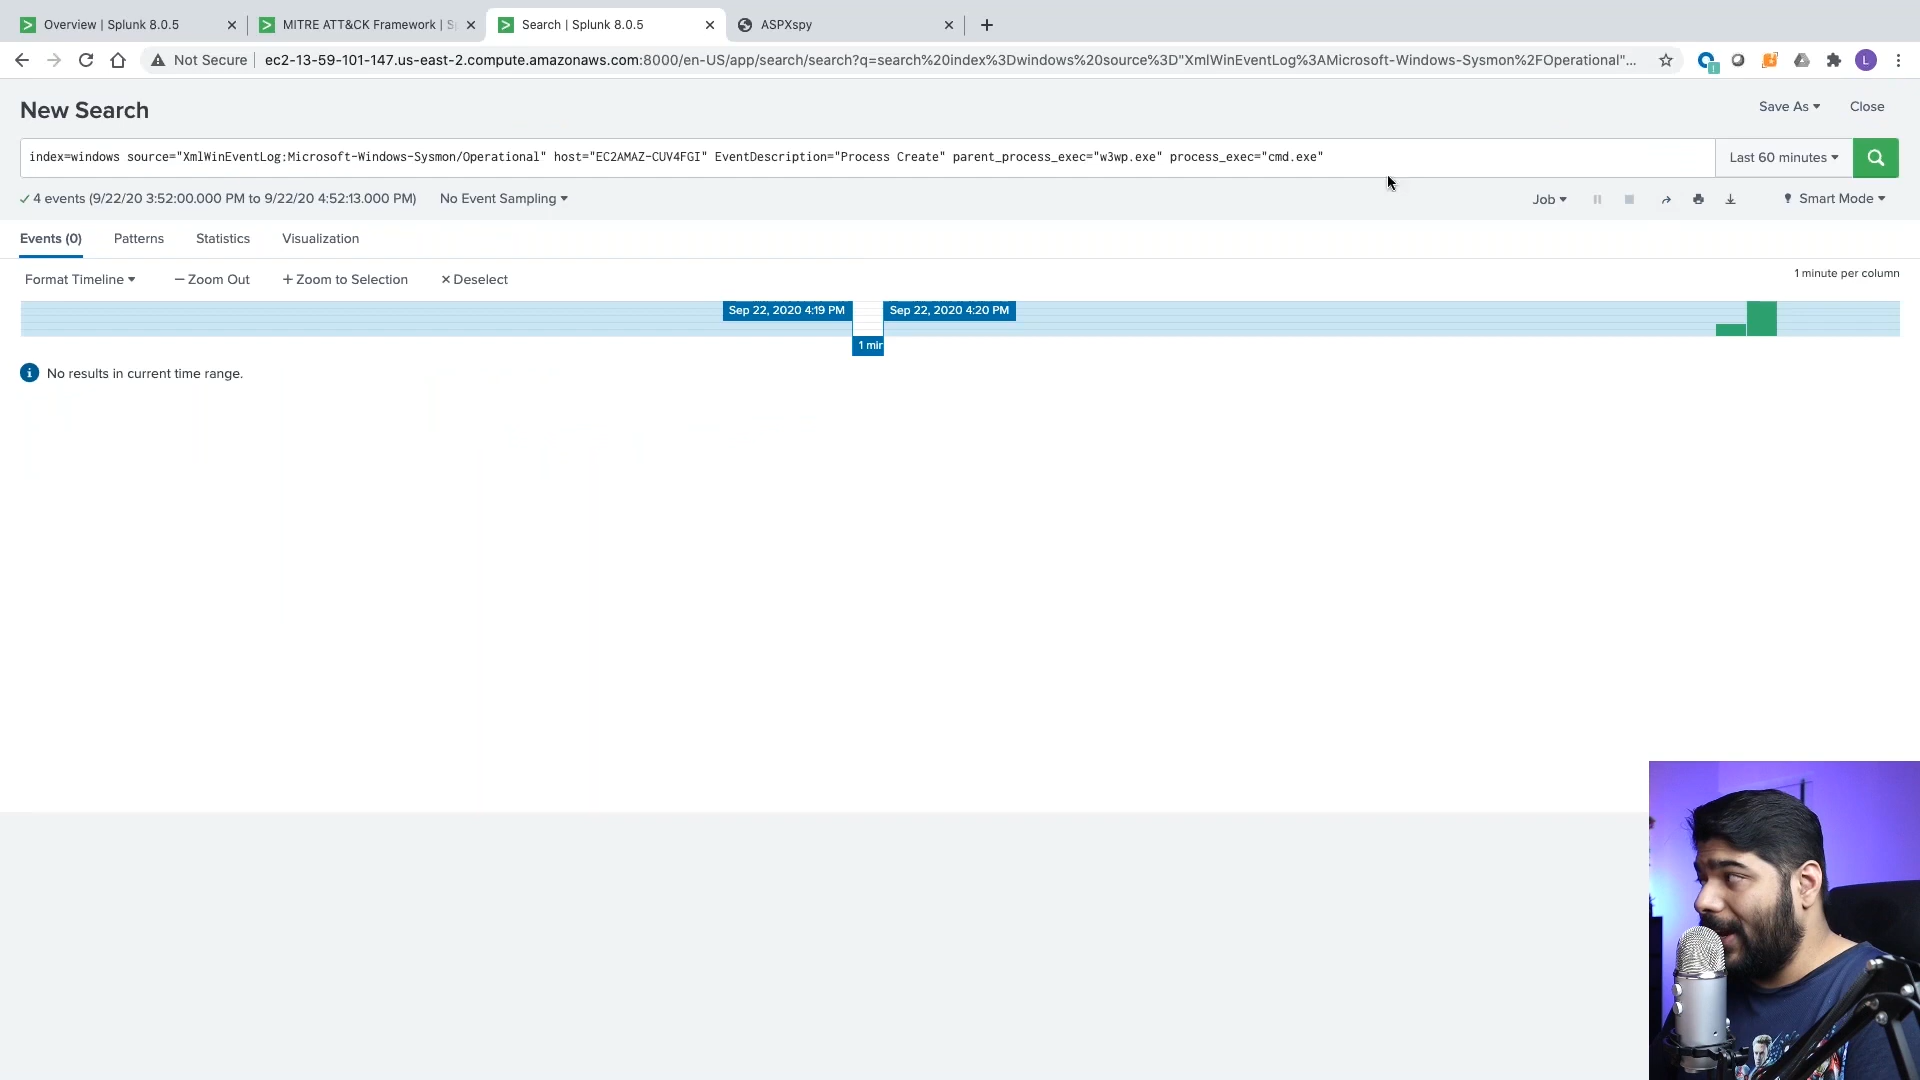 Overview | Splunk 8.0.5
MITRE ATT&CK Framework | S
Search | Splunk 8.0.5
ASPXspy
Not Secure
ec2-13-59-101-147.us-east-2.compute.amazonaws.com:8000/en-US/app/search/search?q=search%20index%3Dwindows%20source%3D"XmlWinEventLog%3AMicrosoft-Windows-Sysmon%2FOperational"...
L
New Search
Save As
Close
index=windows source="XmlWinEventLog:Microsoft-Windows-Sysmon/Operational" host="EC2AMAZ-CUV4FGI" EventDescription="Process Create" parent_process_exec="w3wp.exe" process_exec="cmd.exe"
Last 60 minutes
✓ 4 events (9/22/20 3:52:00.000 PM to 9/22/20 4:52:13.000 PM)
No Event Sampling
Job
Smart Mode
Events (0)
Patterns
Statistics
Visualization
Format Timeline
— Zoom Out
+ Zoom to Selection
× Deselect
1 minute per column
Sep 22, 2020 4:19 PM
Sep 22, 2020 4:20 PM
1 min
No results in current time range.